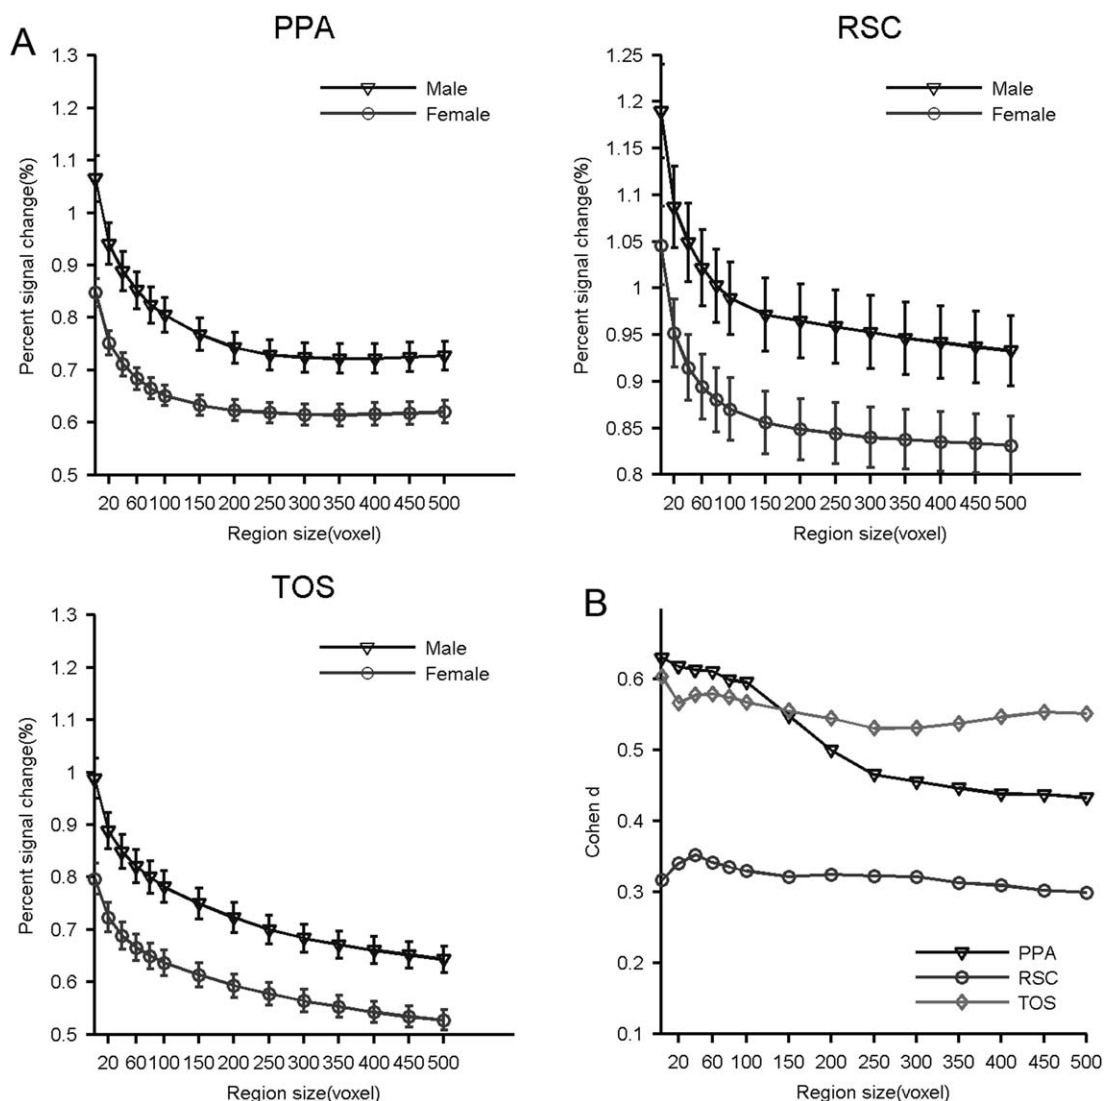 A
PPA
Male
Female
Percent signal change(%)
1.3
1.2
1.1
1
0.9
0.8
0.7
0.6
0.5
20 60 100 150 200 250 300 350 400 450 500
Region size(voxel)
RSC
Male
Female
Percent signal change(%)
1.25
1.2
1.15
1.1
1.05
1
0.95
0.9
0.85
0.8
20 60 100 150 200 250 300 350 400 450 500
Region size(voxel)
TOS
Male
Female
Percent signal change(%)
1.3
1.2
1.1
1
0.9
0.8
0.7
0.6
0.5
20 60 100 150 200 250 300 350 400 450 500
Region size(voxel)
B
Cohen d
0.6
0.5
0.4
0.3
0.2
0.1
PPA
RSC
TOS
20 60 100 150 200 250 300 350 400 450 500
Region size(voxel)